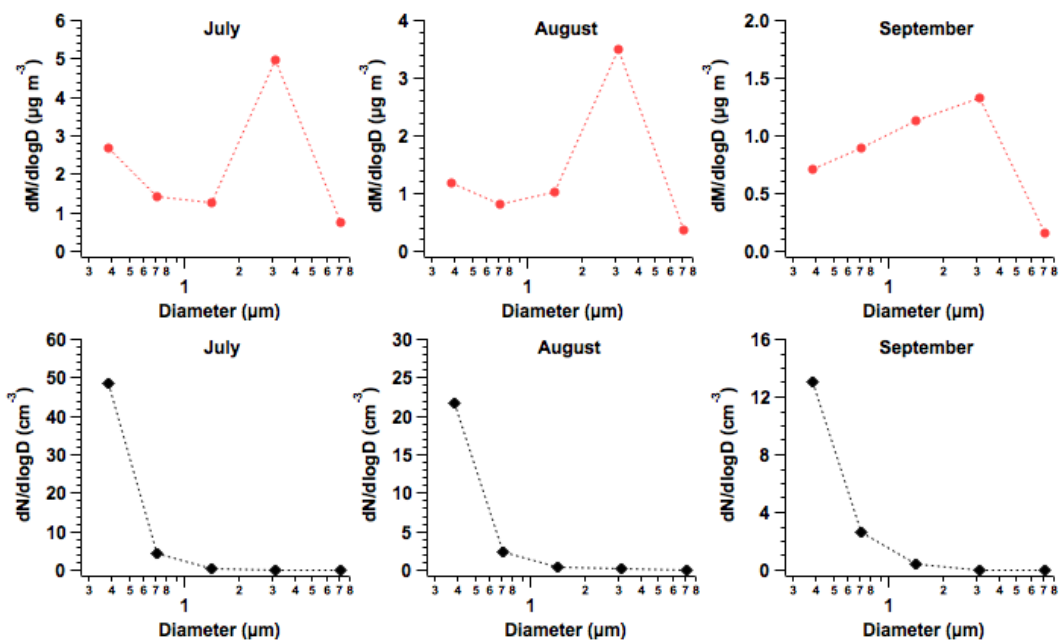 July
dM/dlogD (µg m⁻³)
6
5
4
3
2
1
0
3 4 5 6 7 8 1 2 3 4 5 6 7 8
Diameter (µm)
August
dM/dlogD (µg m⁻³)
4
3
2
1
0
3 4 5 6 7 8 1 2 3 4 5 6 7 8
Diameter (µm)
September
dM/dlogD (µg m⁻³)
2.0
1.5
1.0
0.5
0.0
3 4 5 6 7 8 1 2 3 4 5 6 7 8
Diameter (µm)
July
dN/dlogD (cm⁻³)
60
50
40
30
20
10
0
3 4 5 6 7 8 1 2 3 4 5 6 7 8
Diameter (µm)
August
dN/dlogD (cm⁻³)
30
25
20
15
10
5
0
3 4 5 6 7 8 1 2 3 4 5 6 7 8
Diameter (µm)
September
dN/dlogD (cm⁻³)
16
12
8
4
0
3 4 5 6 7 8 1 2 3 4 5 6 7 8
Diameter (µm)